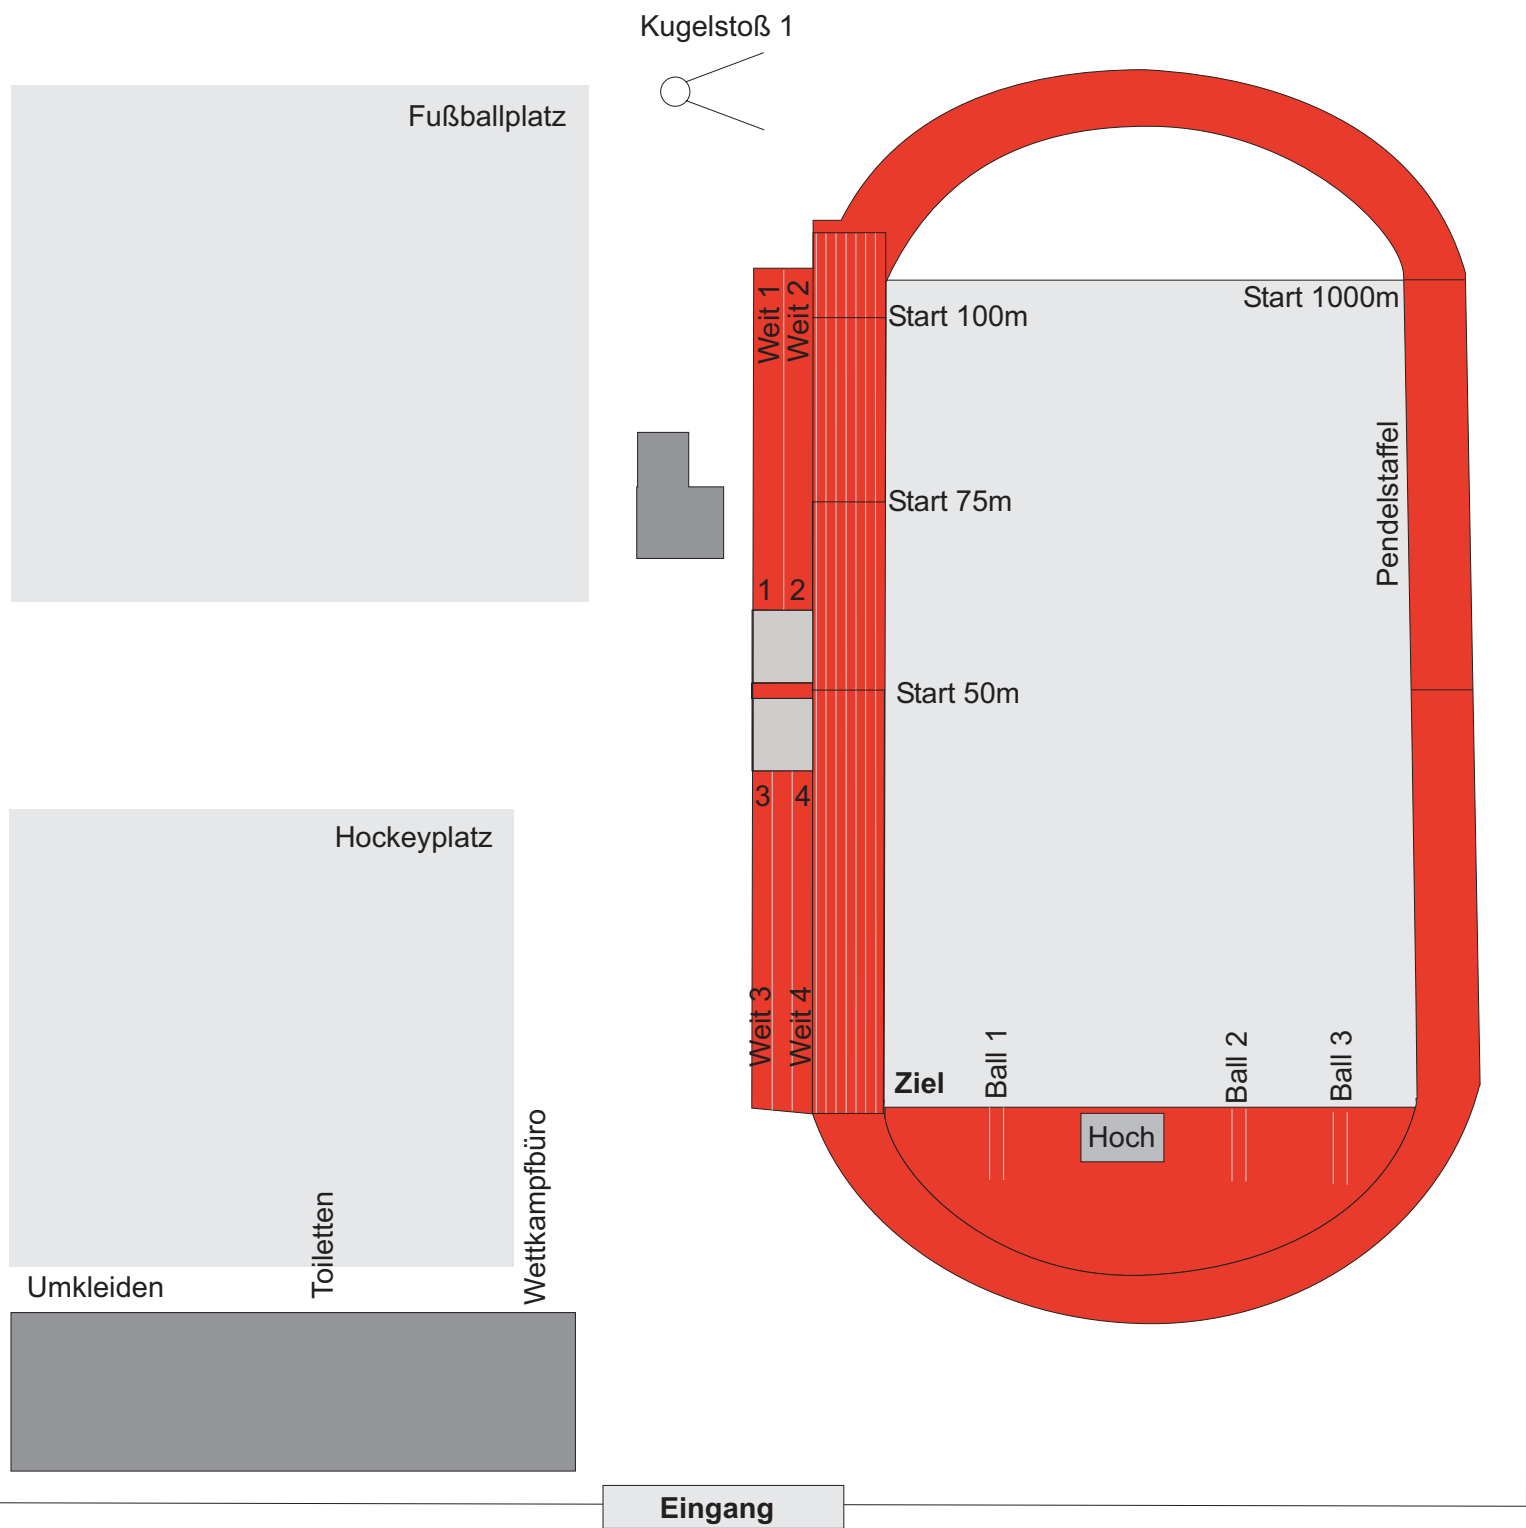 Kugelstoß 1
Fußballplatz
Weit 1
Weit 2
Start 100m
Start 1000m
Start 75m
Pendelstaffel
1
2
Start 50m
3
4
Hockeyplatz
Weit 3
Weit 4
Ziel
Ball 1
Ball 2
Ball 3
Hoch
Umkleiden
Toiletten
Wettkampfbüro
Eingang